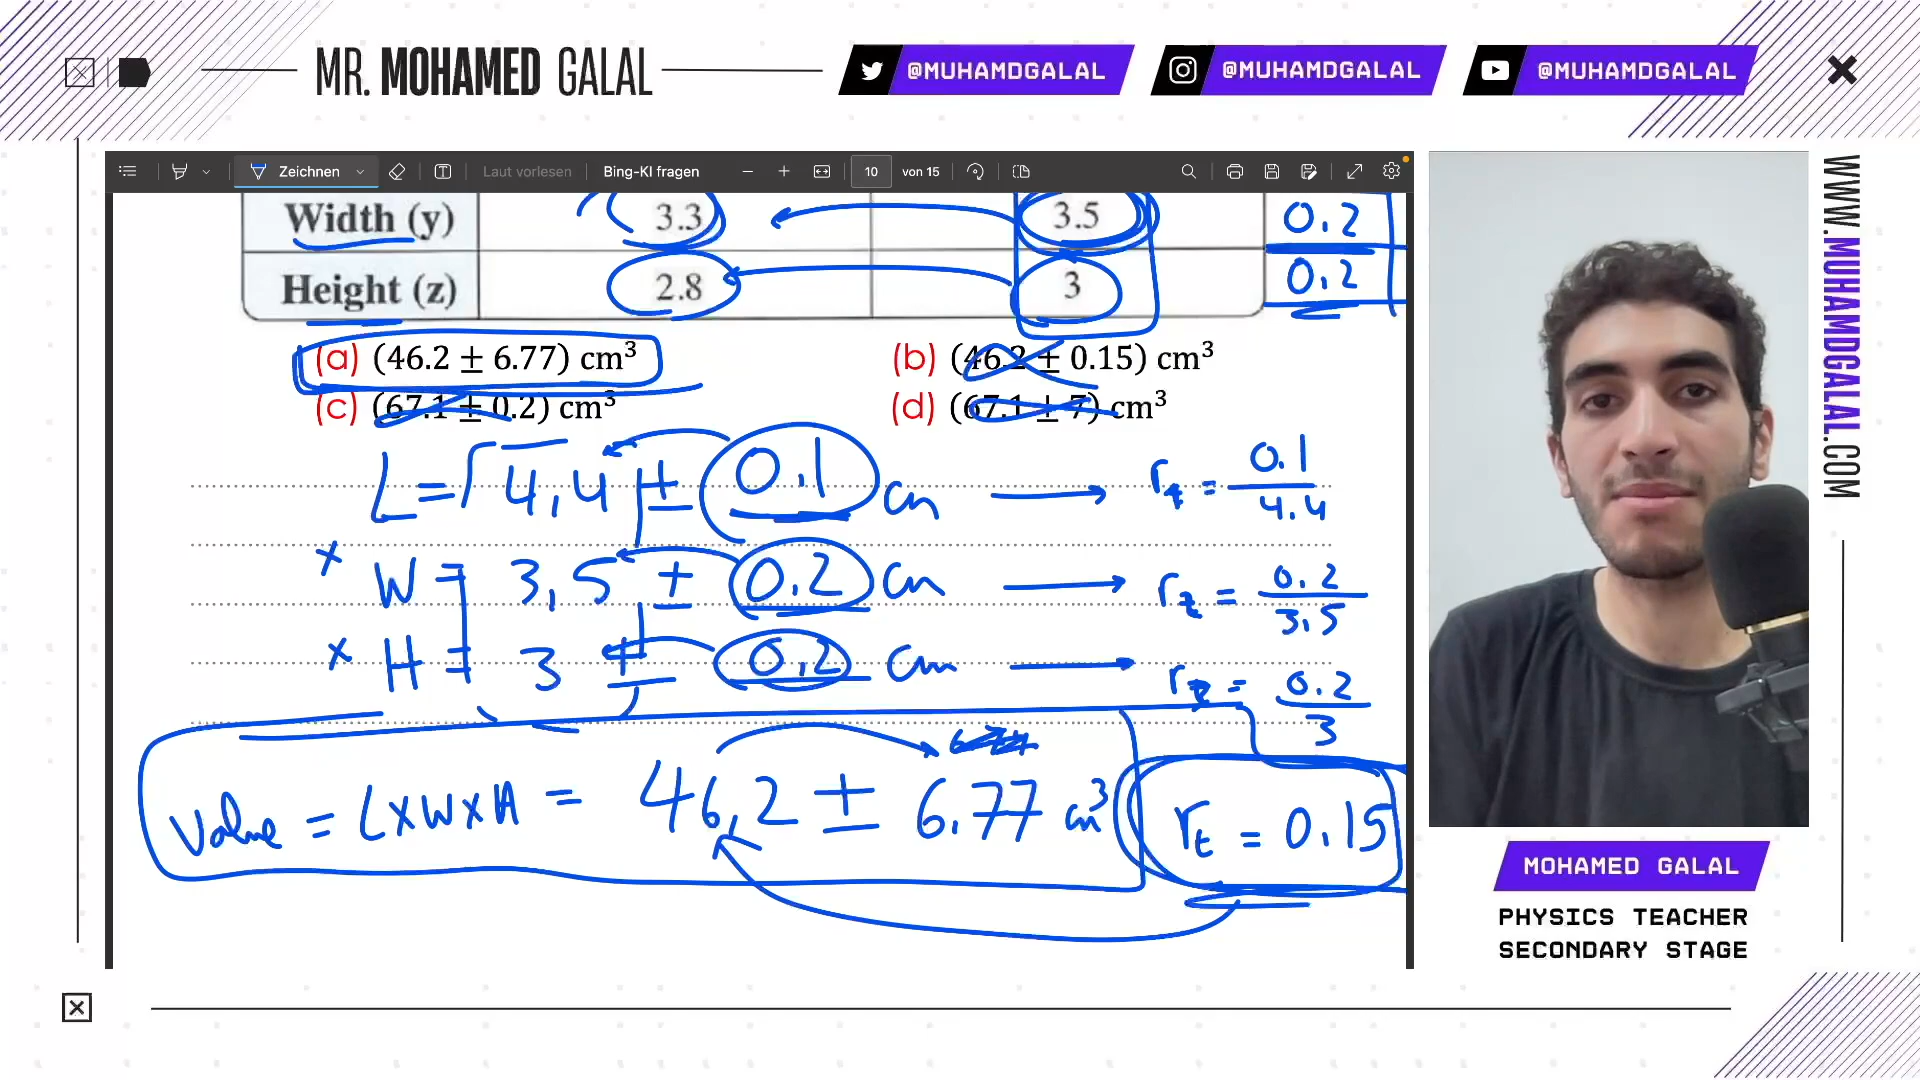 MR. MOHAMED GALAL
@MUHAMDGALAL
@MUHAMDGALAL
@MUHAMDGALAL
WWW.MUHAMDGALAL.COM
Zeichnen
Laut vorlesen
Bing-KI fragen
10 von 15
Width (y) 3.3 3.5 0.2
Height (z) 2.8 3 0.2
(a) (46.2 ± 6.77) cm³
(b) (46.2 ± 0.15) cm³
(c) (67.1 ± 0.2) cm³
(d) (67.1 ± 7) cm³
L = 4,4 ± 0.1 cm → = 0.1 / 4.4
× W = 3,5 ± 0.2 cm → = 0.2 / 3.5
× H = 3 ± 0.2 cm → = 0.2 / 3
= L×W×H = 46,2 ± 6.77 cm³
= 0.15
MOHAMED GALAL
PHYSICS TEACHER
SECONDARY STAGE